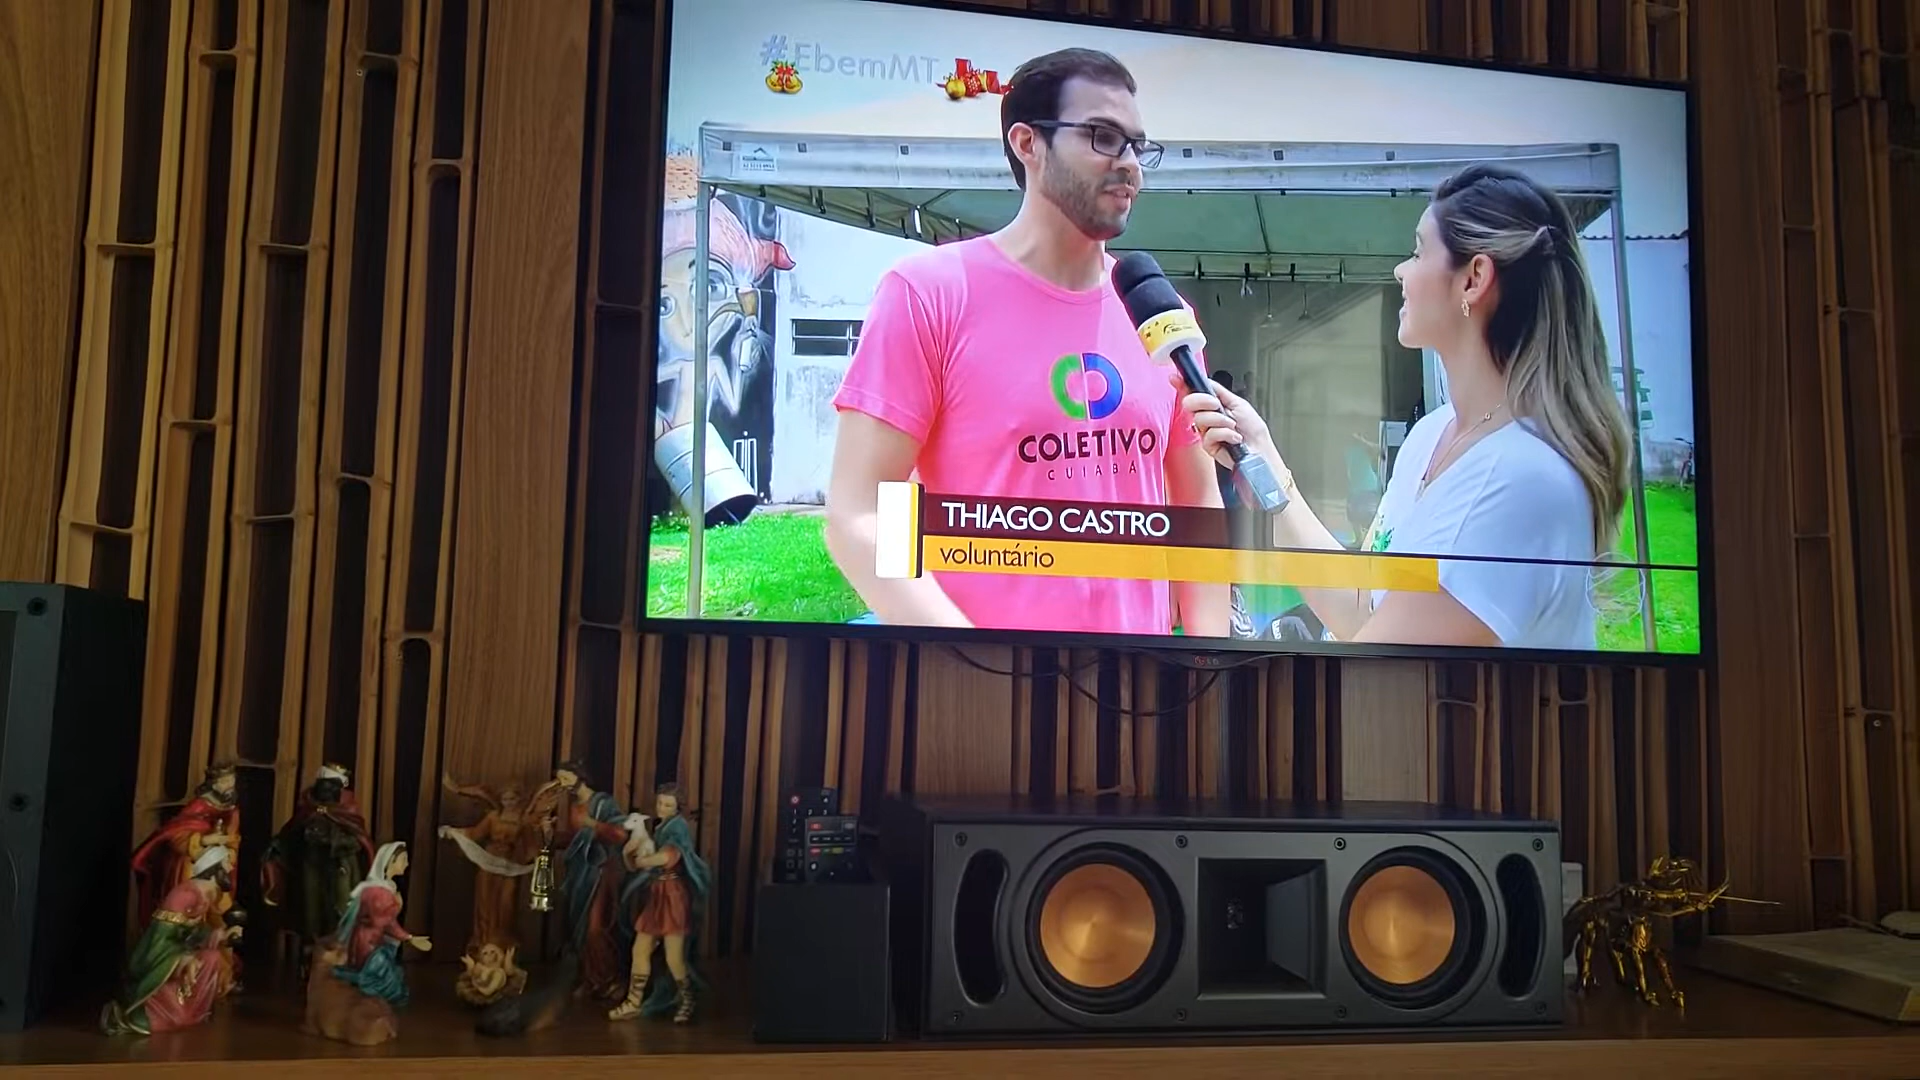 #EbemMT
COLETIVO
CUIABÁ
THIAGO CASTRO
voluntário
LG